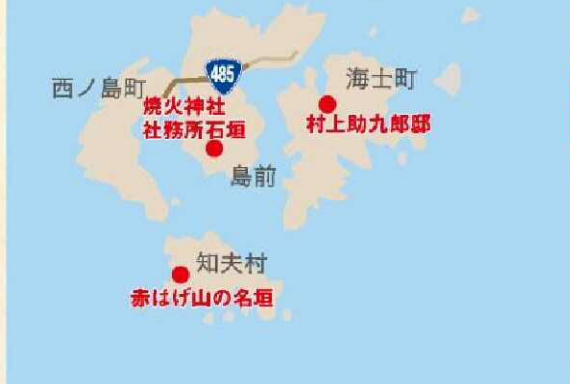 485
西ノ島町
海士町
焼火神社
社務所石垣
村上助九郎邸
島前
知夫村
赤はげ山の名垣